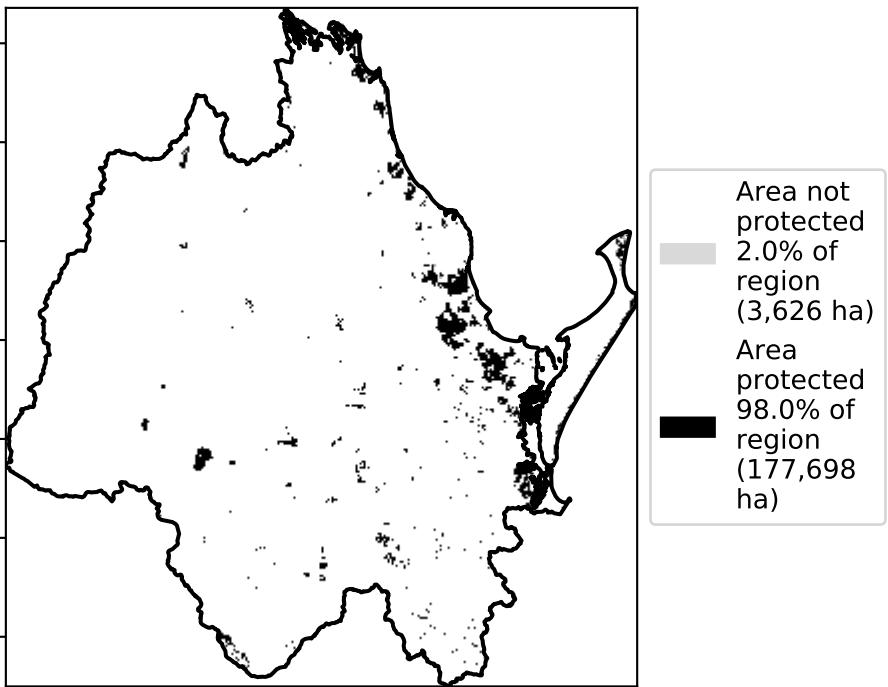 Area not
protected
2.0% of
region
(3,626 ha)
Area
protected
98.0% of
region
(177,698
ha)